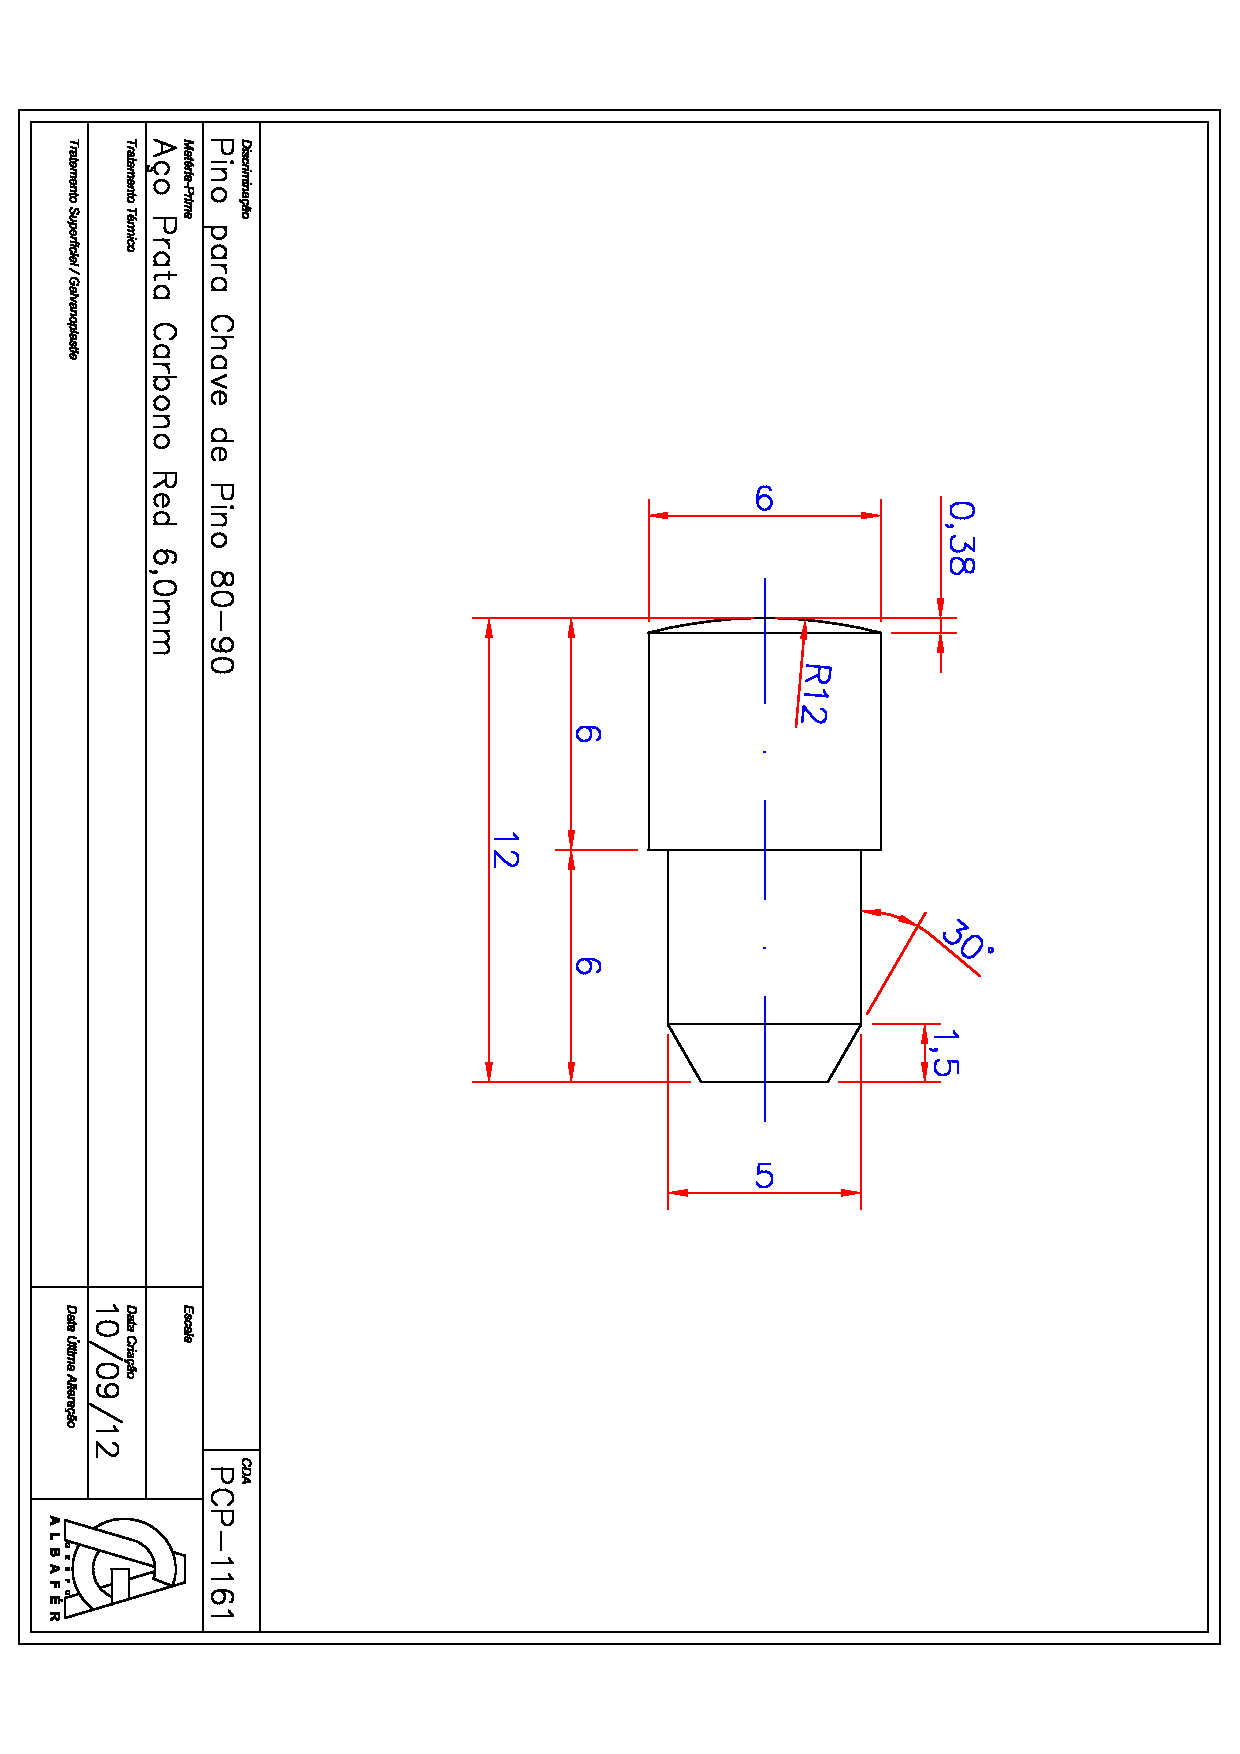 0,38
6
R12
6
12
6
30°
1,5
5
Discriminação
Pino para Chave de Pino 80-90
CDA
PCP-1161
Matéria-Prima
Aço Prata Carbono Red 6,0mm
Escala
Tratamento Térmico
Data Criação
10/09/12
Tratamento Superficial / Galvanoplastia
Data Última Alteração
ALBAFÉR